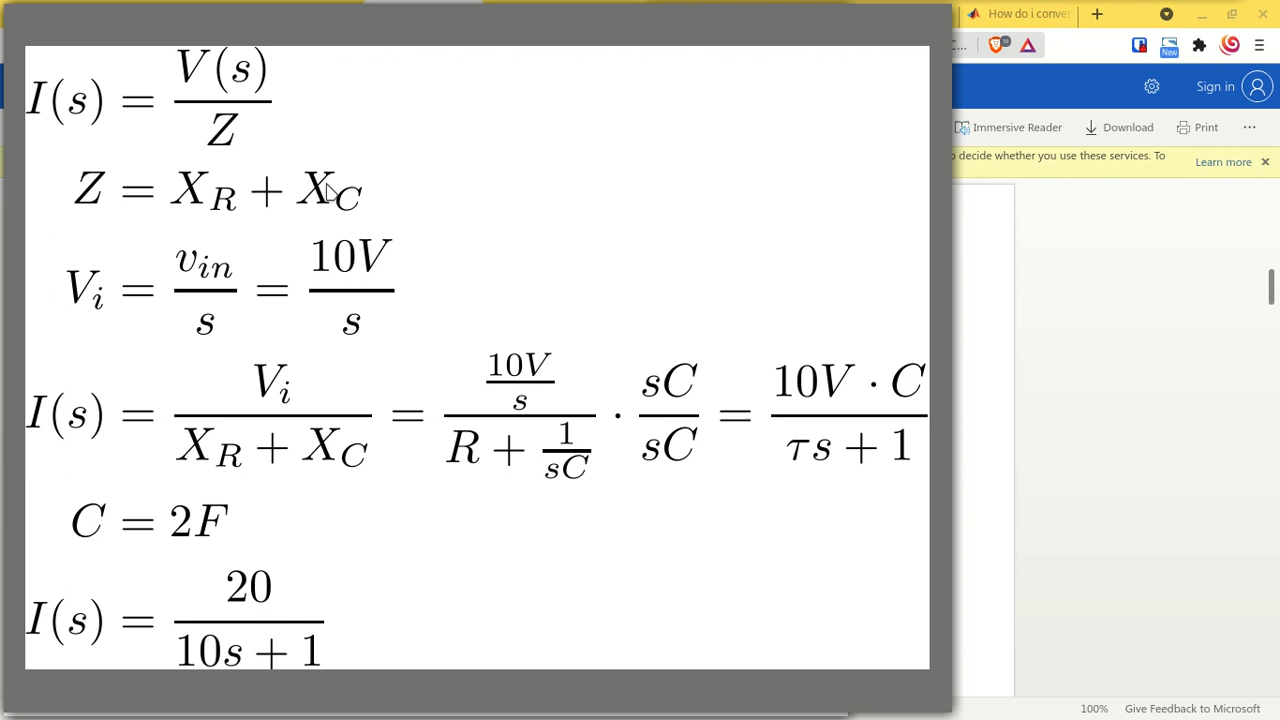 How do i conver
C...
New
Sign in
Immersive Reader
Download
Print
o decide whether you use these services. To
Learn more
I(s) = V(s)/Z
Z = X_R + X_C
V_i = v_in/s = 10V/s
I(s) = V_i/(X_R + X_C) = (10V/s)/(R + 1/(sC)) · sC/sC = (10V · C)/(τs + 1)
C = 2F
I(s) = 20/(10s + 1)
100%
Give Feedback to Microsoft